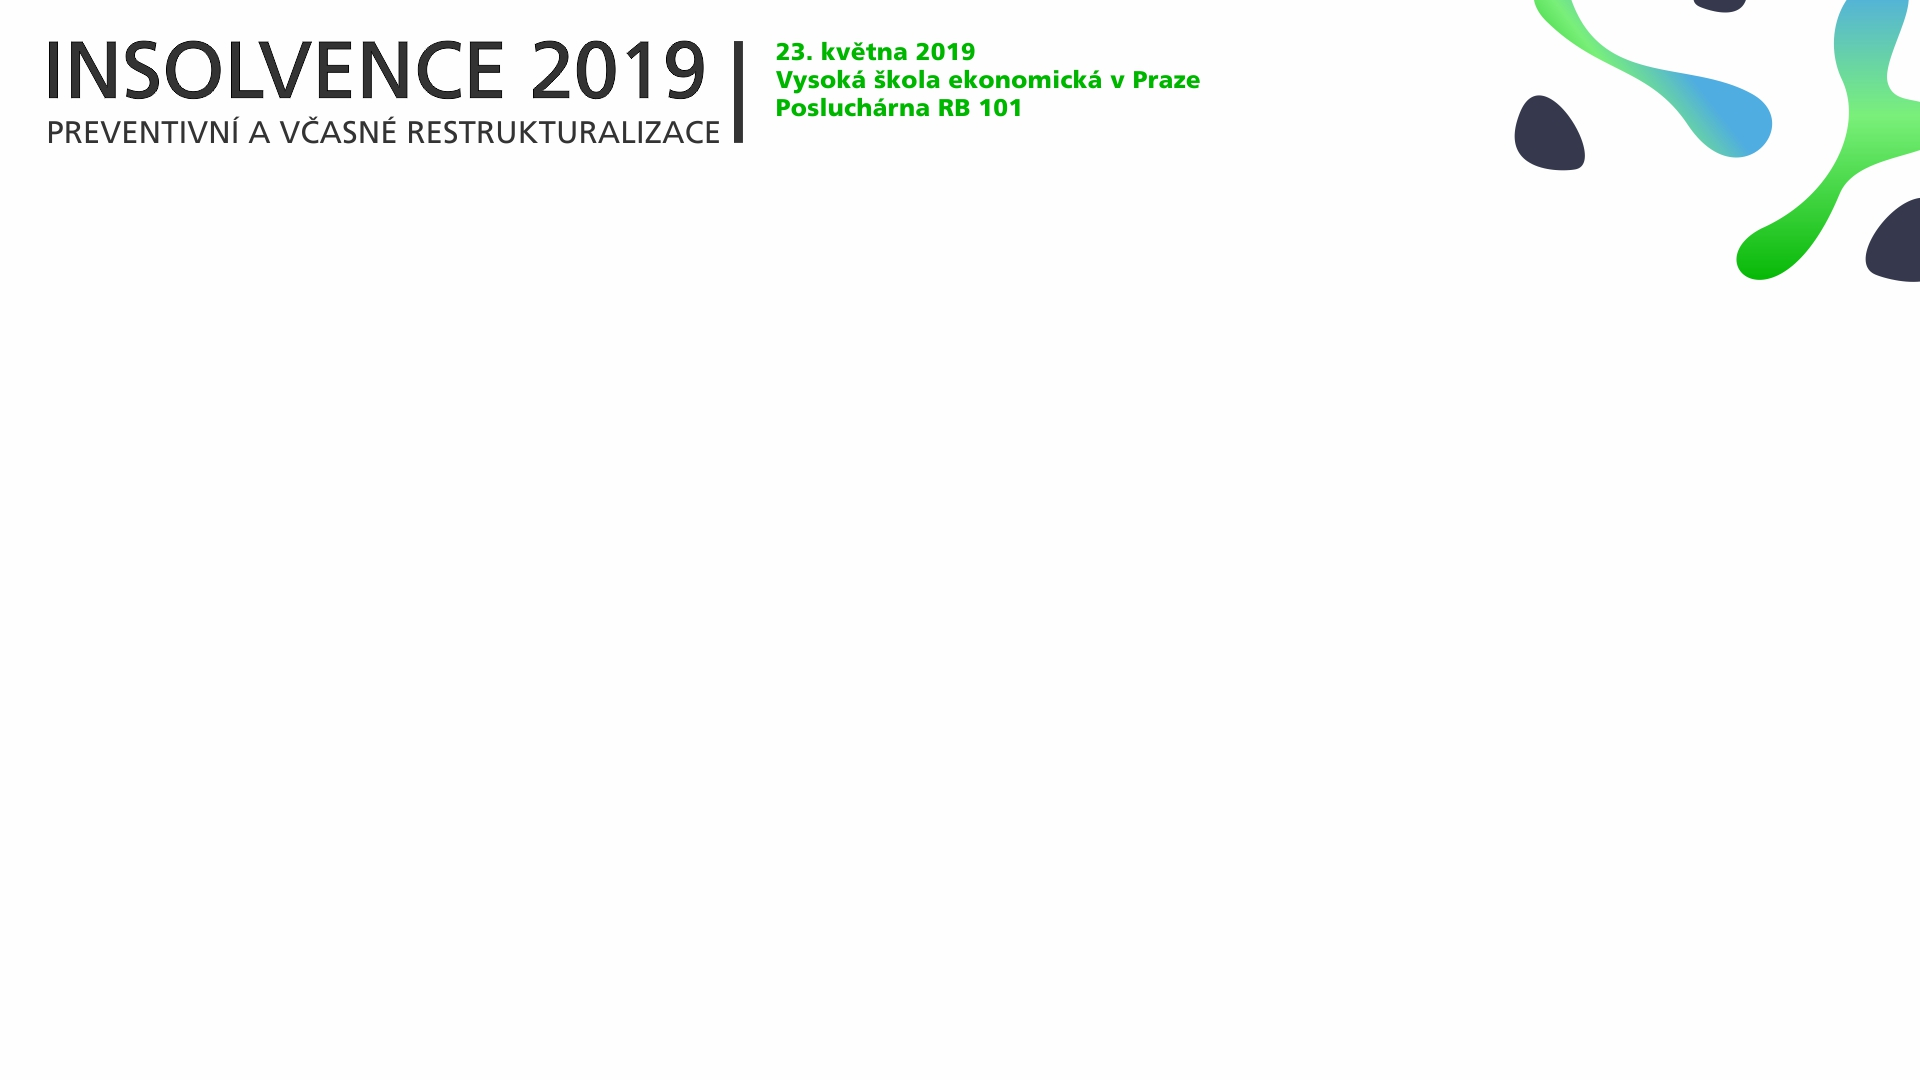 INSOLVENCE 2019
PREVENTIVNÍ A VČASNÉ RESTRUKTURALIZACE
23. května 2019
Vysoká škola ekonomická v Praze
Posluchárna RB 101